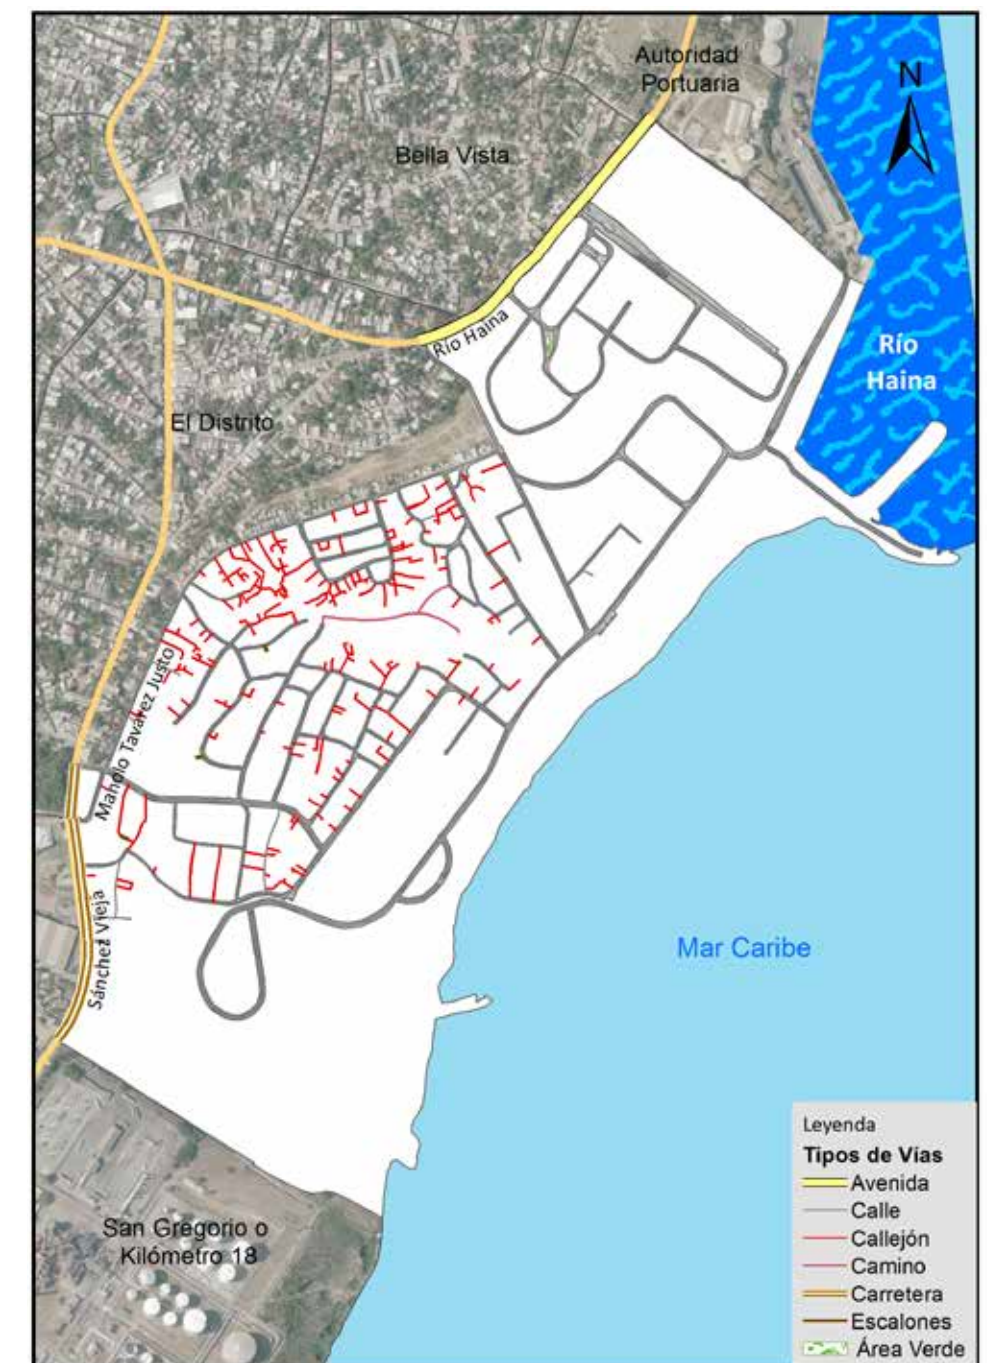 Autoridad
Portuaria
N
Bella Vista
Río Haina
Río
Haina
El Distrito
Manolo Tavárez Justo
Sánchez Vieja
Mar Caribe
San Gregorio o
Kilómetro 18
Leyenda
Tipos de Vías
Avenida
Calle
Callejón
Camino
Carretera
Escalones
Área Verde